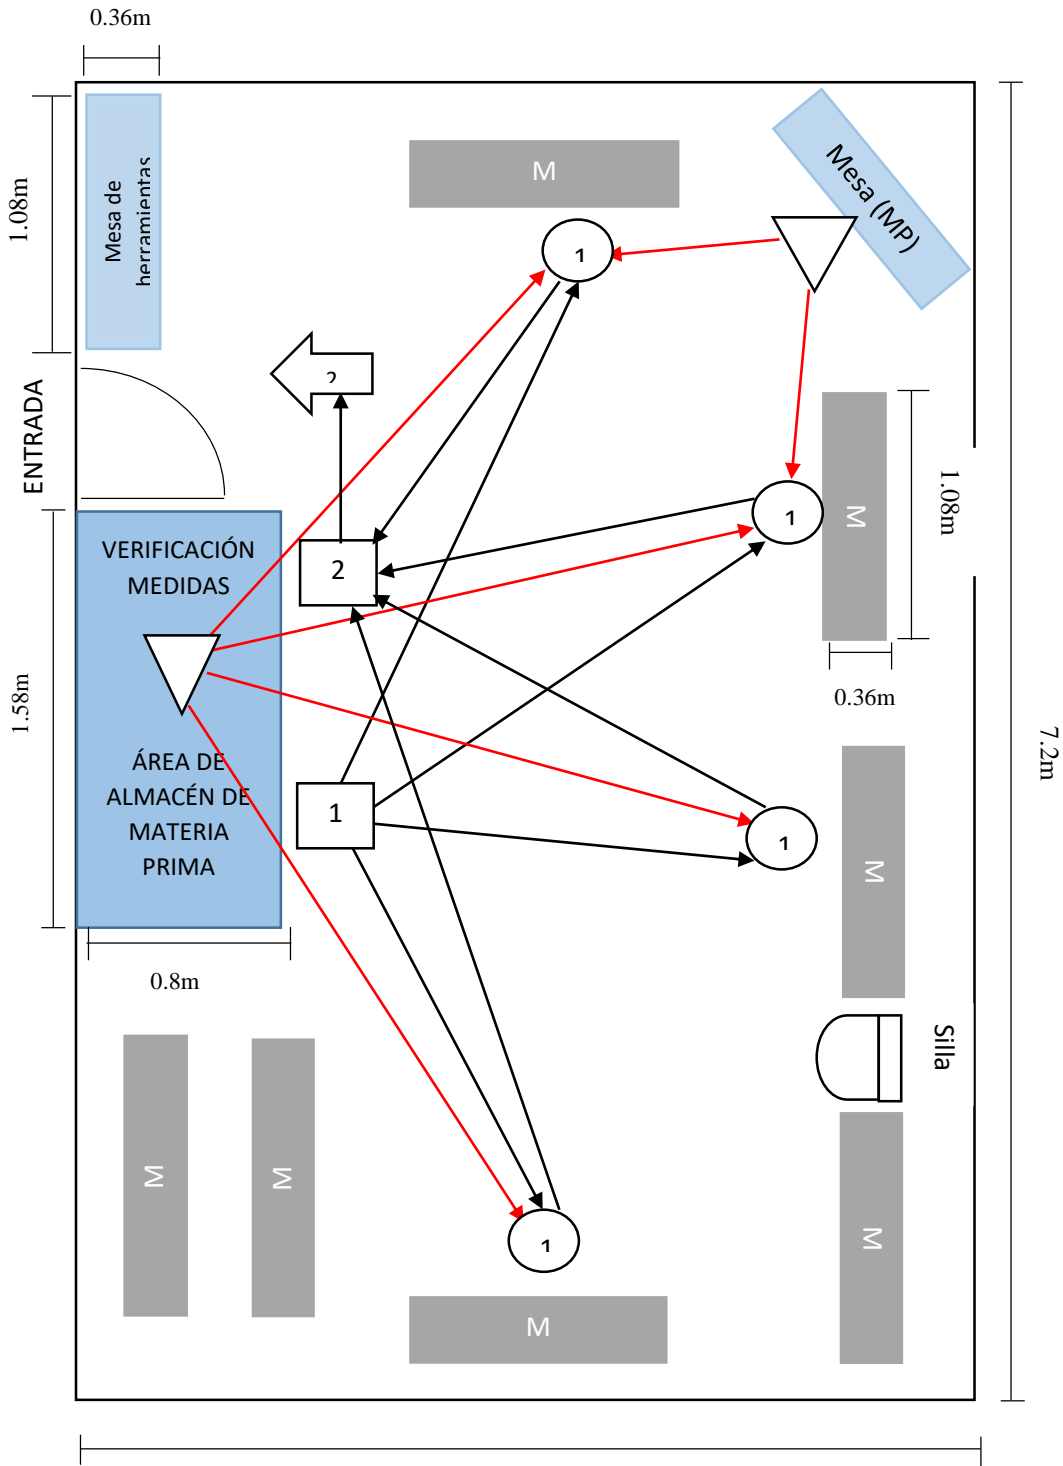 0.36m
Mesa de
herramientas
1.08m
M
Mesa (MP)
1
2
ENTRADA
M
1.08m
1
VERIFICACIÓN
MEDIDAS
2
0.36m
1.58m
7.2m
ÁREA DE
ALMACÉN DE
MATERIA
PRIMA
1
1
M
0.8m
Silla
M
M
M
1
M